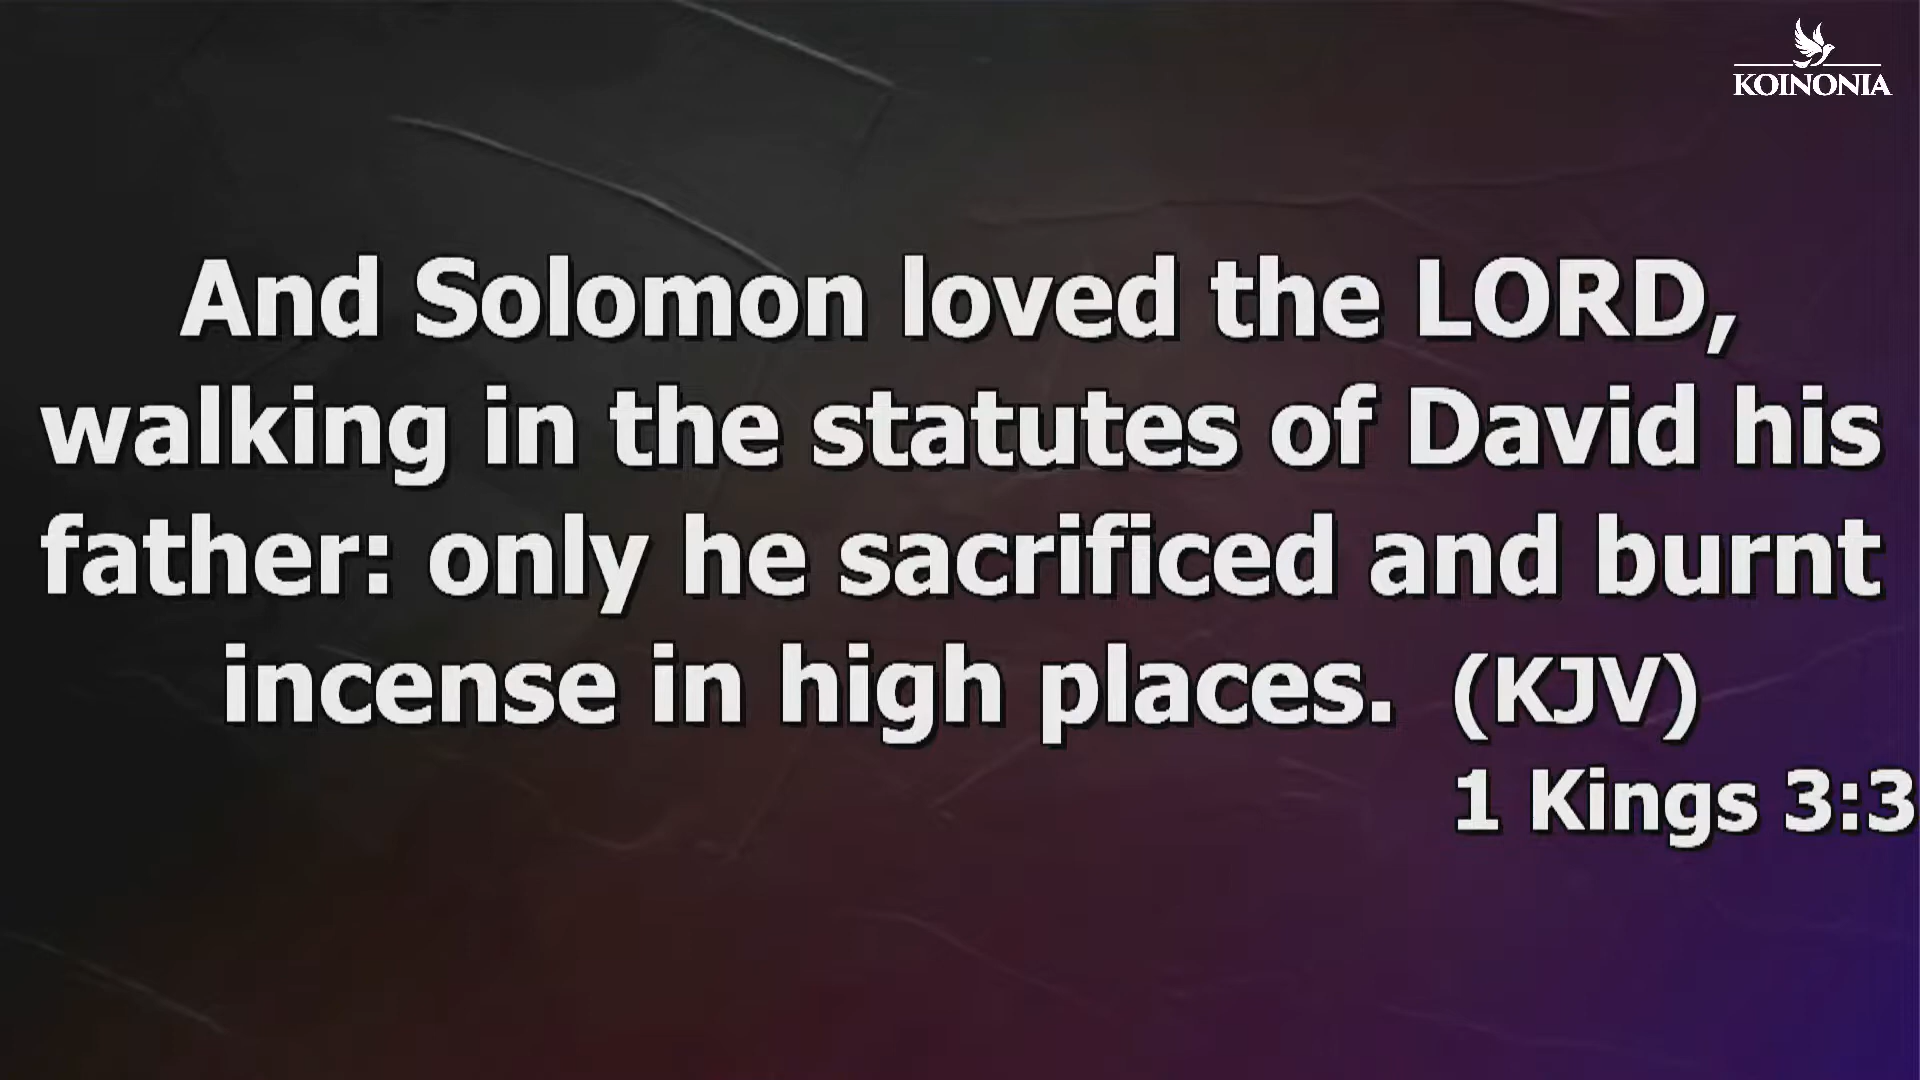 KOINONIA
And Solomon loved the LORD,
walking in the statutes of David his
father: only he sacrificed and burnt
incense in high places. (KJV)
1 Kings 3:3